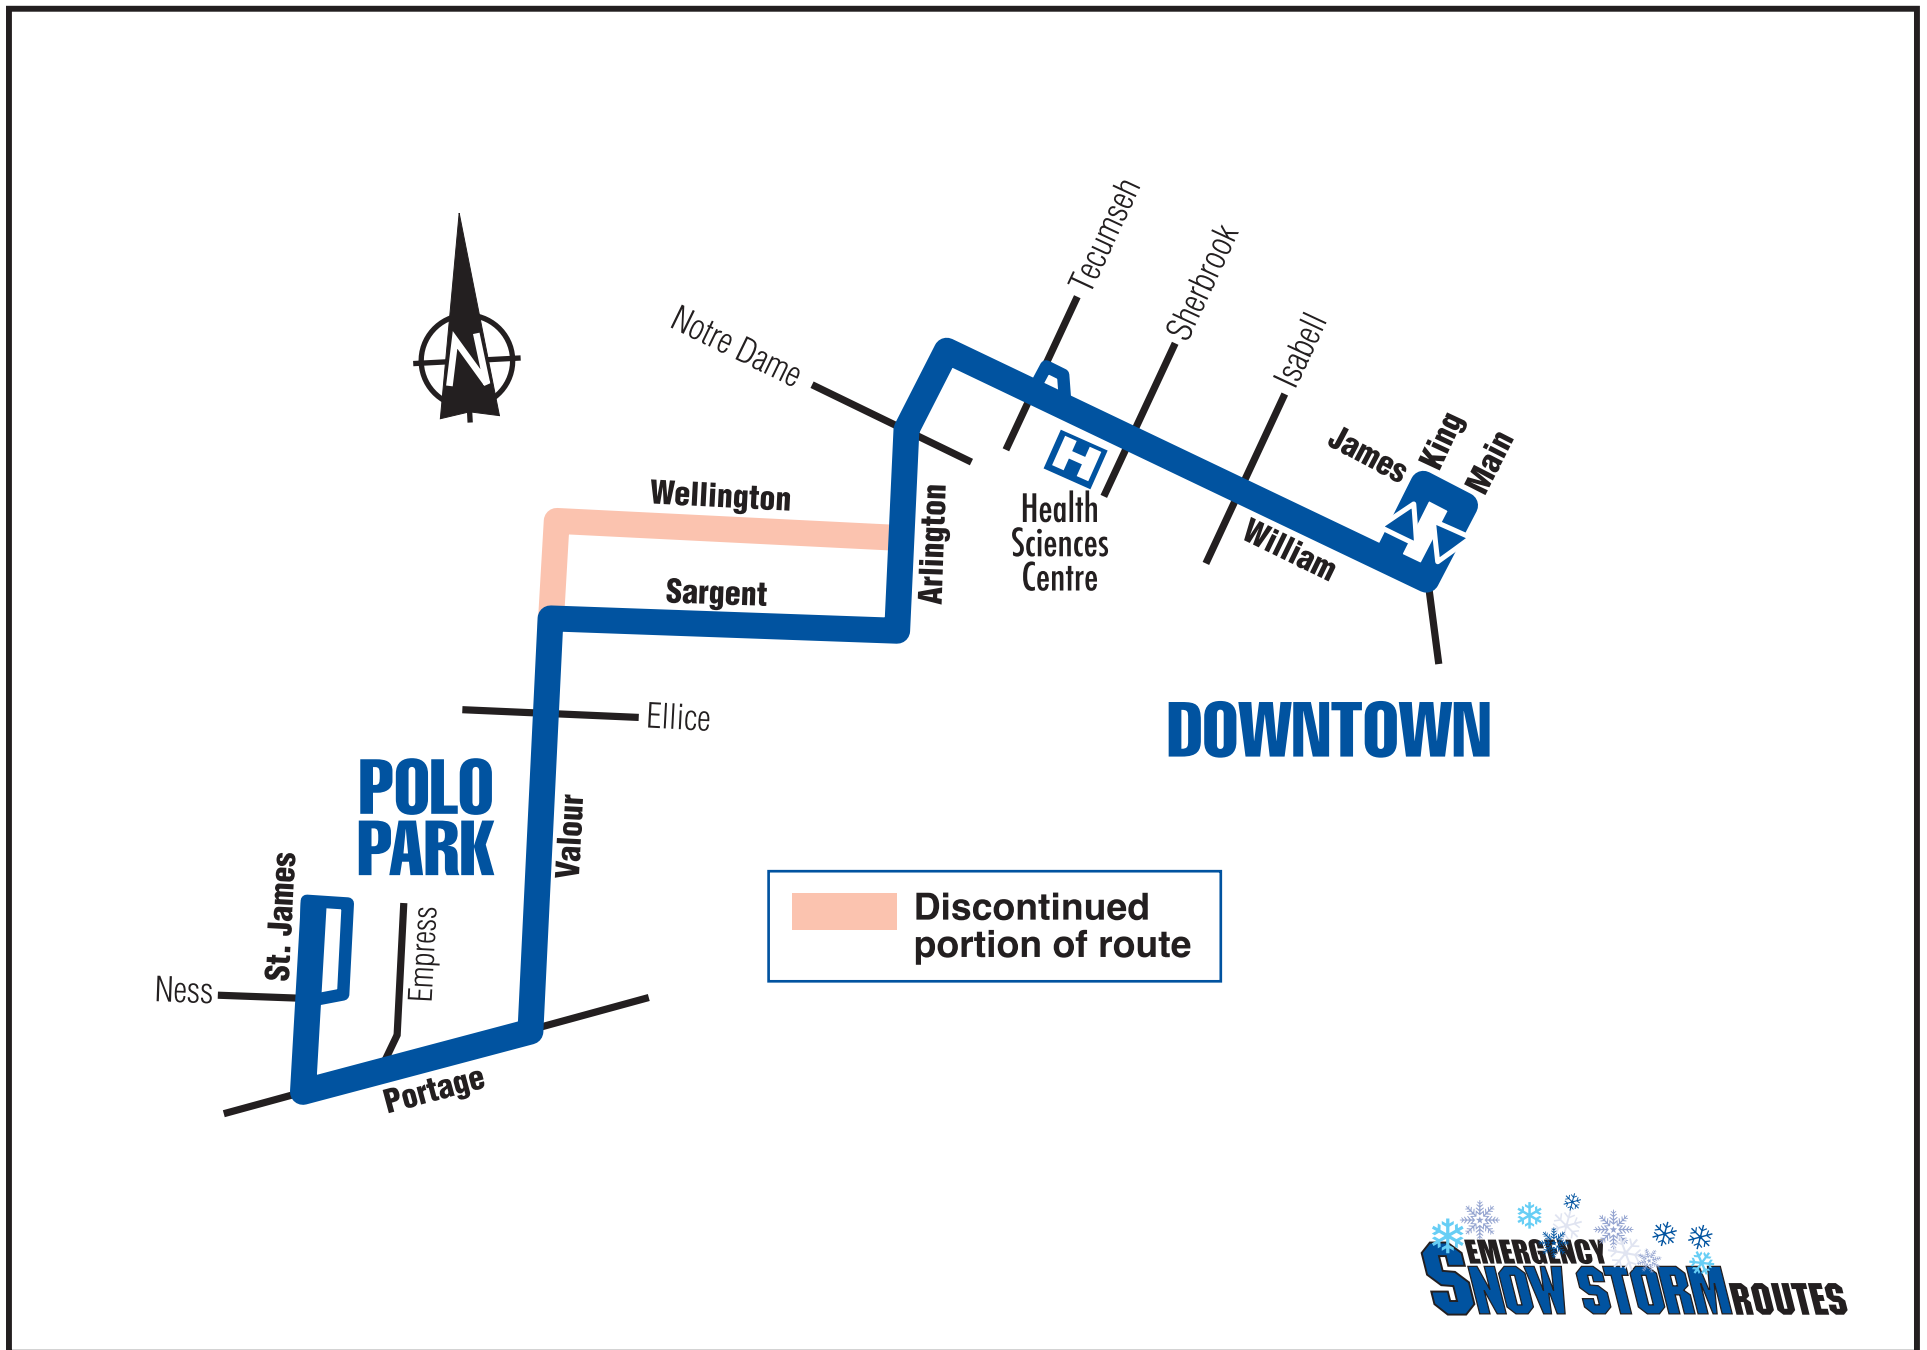 Tecumseh
Sherbrook
Notre Dame
Isabell
James
King
Main
N
Wellington
Arlington
H
Health
Sciences
Centre
William
Sargent
Ellice
DOWNTOWN
POLO
PARK
Valour
St. James
Empress
Ness
Portage
Discontinued
portion of route
EMERGENCY
SNOW STORM ROUTES